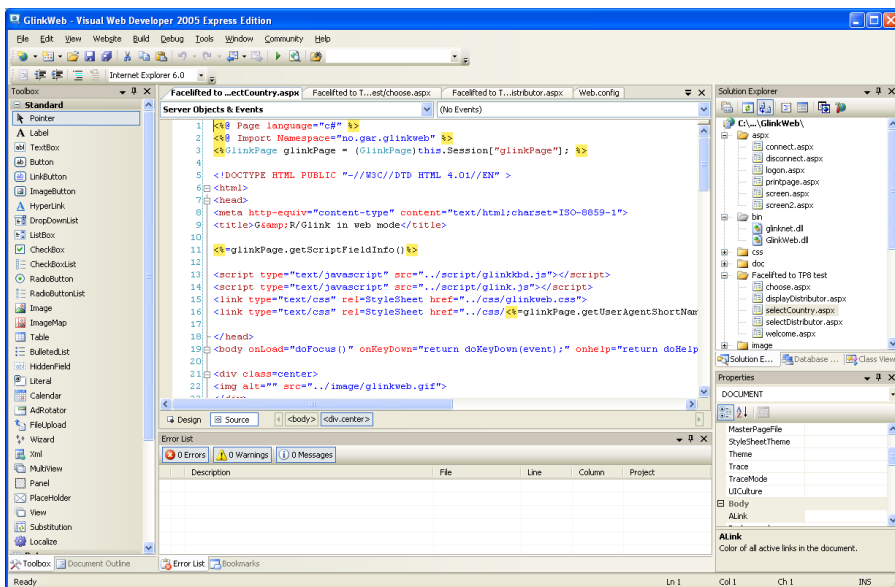 GlinkWeb - Visual Web Developer 2005 Express Edition
File Edit View Website Build Debug Tools Window Community Help
Internet Explorer 6.0
Toolbox
Standard
Pointer
Label
TextBox
Button
LinkButton
ImageButton
HyperLink
DropDownList
ListBox
CheckBox
CheckBoxList
RadioButton
RadioButtonList
Image
ImageMap
Table
BulletedList
HiddenField
Literal
Calendar
AdRotator
FileUpload
Wizard
Xml
MultiView
Panel
PlaceHolder
View
Substitution
Localize
Toolbox Document Outline
Facelifted to ...ectCountry.aspx Facelifted to T...est/choose.aspx Facelifted to T...istributor.aspx Web.config
Server Objects & Events (No Events)
1 <%@ Page language="c#" %>
2 <%@ Import Namespace="no.gar.glinkweb" %>
3 <%GlinkPage glinkPage = (GlinkPage)this.Session["glinkPage"]; %>
4
5 <!DOCTYPE HTML PUBLIC "-//W3C//DTD HTML 4.01//EN" >
6 <html>
7 <head>
8 <meta http-equiv="content-type" content="text/html;charset=ISO-8859-1">
9 <title>G&amp;R/Glink in web mode</title>
10
11 <%=glinkPage.getScriptFieldInfo()%>
12
13 <script type="text/javascript" src="../script/glinkkbd.js"></script>
14 <script type="text/javascript" src="../script/glink.js"></script>
15 <link type="text/css" rel=StyleSheet href="../css/glinkweb.css">
16 <link type="text/css" rel=StyleSheet href="../css/<%=glinkPage.getUserAgentShortNam
17
18 </head>
19 <body onLoad="doFocus()" onKeyDown="return doKeyDown(event);" onhelp="return doHelp
20
21 <div class=center>
22 <img alt="" src="../image/glinkweb.gif">
Design Source <body> <div.center>
Error List
0 Errors 0 Warnings 0 Messages
Description File Line Column Project
Error List Bookmarks
Solution Explorer
C:\...\GlinkWeb\
aspx
connect.aspx
disconnect.aspx
logon.aspx
printpage.aspx
screen.aspx
screen2.aspx
bin
glinknet.dll
GlinkWeb.dll
css
doc
Facelifted to TP8 test
choose.aspx
displayDistributor.aspx
selectCountry.aspx
selectDistributor.aspx
welcome.aspx
image
Solution E... Database ... Class View
Properties
DOCUMENT
MasterPageFile
StyleSheetTheme
Theme
Trace
TraceMode
UICulture
Body
ALink
ALink
Color of all active links in the document.
Ready Ln 1 Col 1 Ch 1 INS